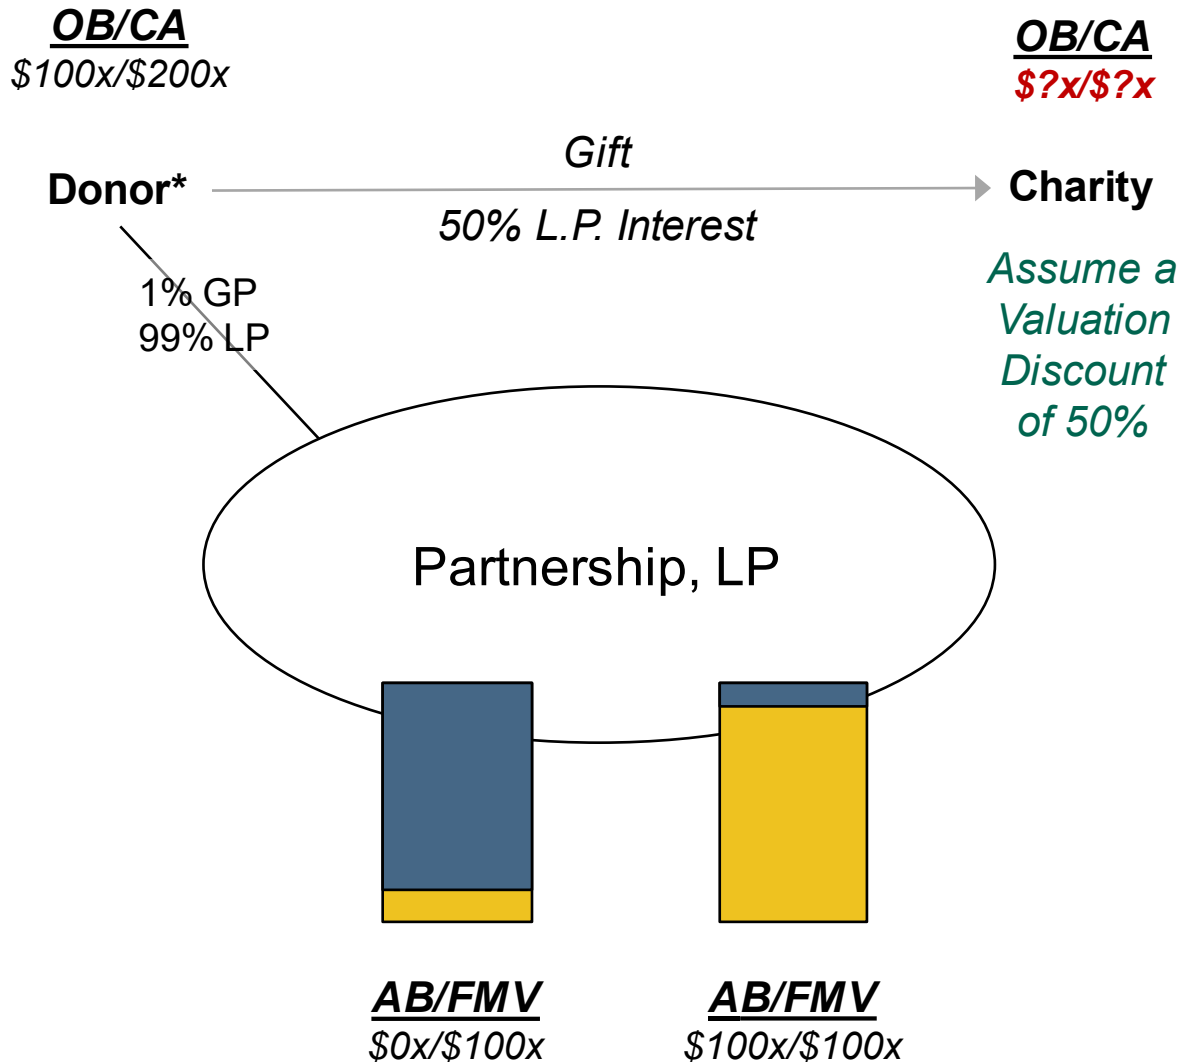 OB/CA
$100x/$200x
OB/CA
$?x/$?x
Gift
Donor*
Charity
50% L.P. Interest
Assume a
Valuation
Discount
of 50%
1% GP
99% LP
Partnership, LP
AB/FMV
$0x/$100x
AB/FMV
$100x/$100x